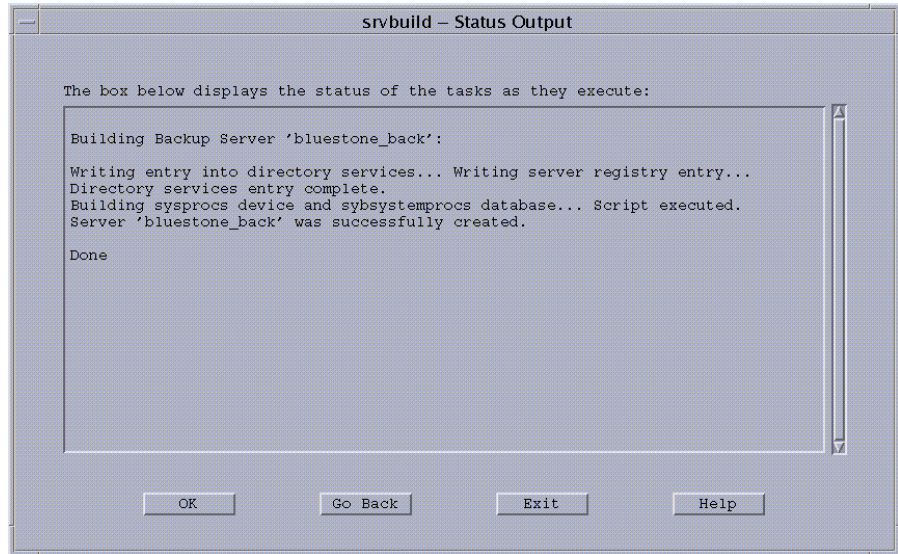 srvbuild – Status Output
The box below displays the status of the tasks as they execute:
Building Backup Server 'bluestone_back':
Writing entry into directory services... Writing server registry entry...
Directory services entry complete.
Building sysprocs device and sybsystemprocs database... Script executed.
Server 'bluestone_back' was successfully created.
Done
OK
Go Back
Exit
Help